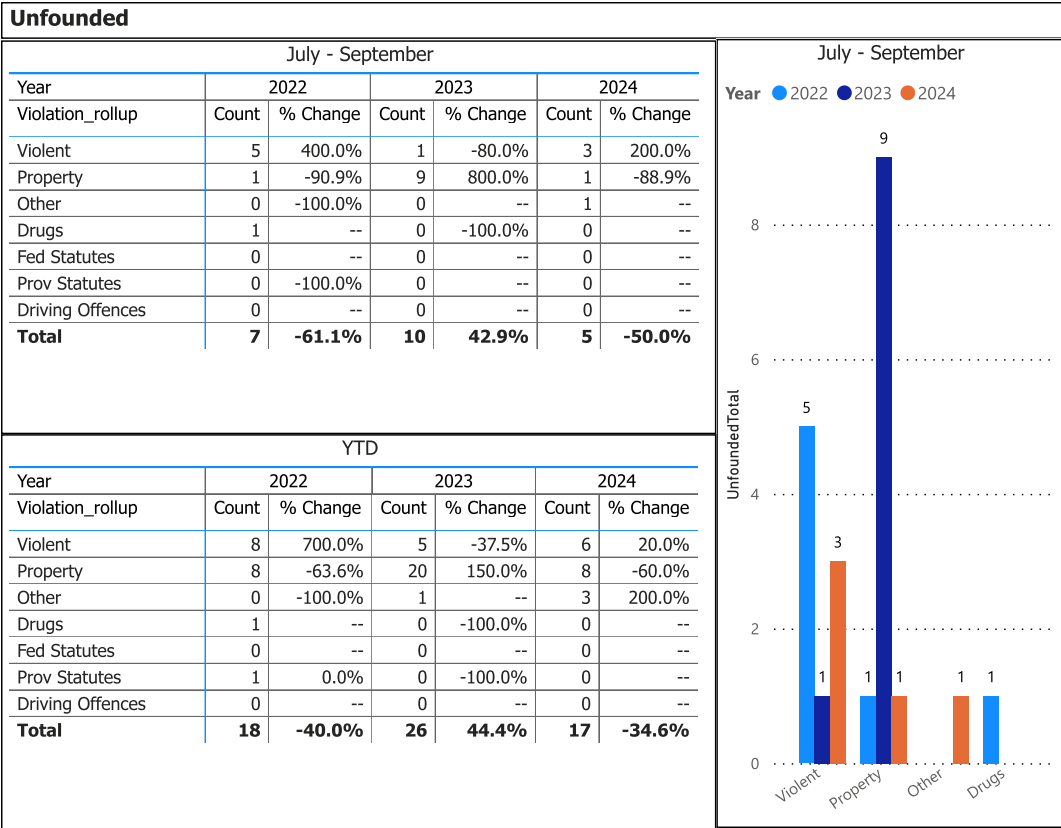 Unfounded
July - September
Year 2022 2023 2024
Violation_rollup Count % Change Count % Change Count % Change
Violent 5 400.0% 1 -80.0% 3 200.0%
Property 1 -90.9% 9 800.0% 1 -88.9%
Other 0 -100.0% 0 -- 1 --
Drugs 1 -- 0 -100.0% 0 --
Fed Statutes 0 -- 0 -- 0 --
Prov Statutes 0 -100.0% 0 -- 0 --
Driving Offences 0 -- 0 -- 0 --
Total 7 -61.1% 10 42.9% 5 -50.0%
YTD
Year 2022 2023 2024
Violation_rollup Count % Change Count % Change Count % Change
Violent 8 700.0% 5 -37.5% 6 20.0%
Property 8 -63.6% 20 150.0% 8 -60.0%
Other 0 -100.0% 1 -- 3 200.0%
Drugs 1 -- 0 -100.0% 0 --
Fed Statutes 0 -- 0 -- 0 --
Prov Statutes 1 0.0% 0 -100.0% 0 --
Driving Offences 0 -- 0 -- 0 --
Total 18 -40.0% 26 44.4% 17 -34.6%
July - September
Year 2022 2023 2024
9
8
6
5
4
3
2
1 1 1 1 1
0
UnfoundedTotal
Violent Property Other Drugs